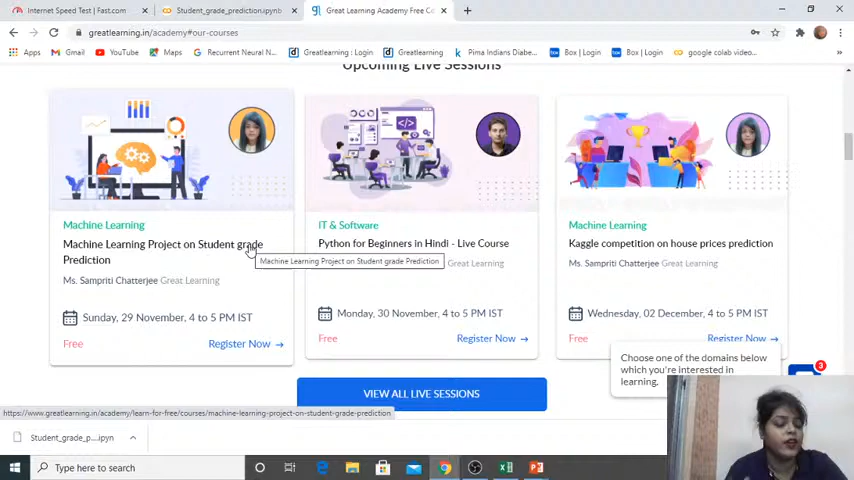 Internet Speed Test | Fast.com
Student_grade_prediction.ipynb
Great Learning Academy Free Co
greatlearning.in/academy#our-courses
Apps
Gmail
YouTube
Maps
Recurrent Neural N...
Greatlearning : Login
Greatlearning
Pima Indians Diabe...
Box | Login
Box | Login
google colab video...
Upcoming Live Sessions
Machine Learning
Machine Learning Project on Student grade
Prediction
Ms. Sampriti Chatterjee Great Learning
Sunday, 29 November, 4 to 5 PM IST
Free
Register Now →
IT & Software
Python for Beginners in Hindi - Live Course
Machine Learning Project on Student grade Prediction
Great Learning
Monday, 30 November, 4 to 5 PM IST
Free
Register Now →
Machine Learning
Kaggle competition on house prices prediction
Ms. Sampriti Chatterjee Great Learning
Wednesday, 02 December, 4 to 5 PM IST
Free
Register Now →
Choose one of the domains below
which you're interested in
learning.
3
VIEW ALL LIVE SESSIONS
https://www.greatlearning.in/academy/learn-for-free/courses/machine-learning-project-on-student-grade-prediction
Student_grade_p....ipyn
Type here to search